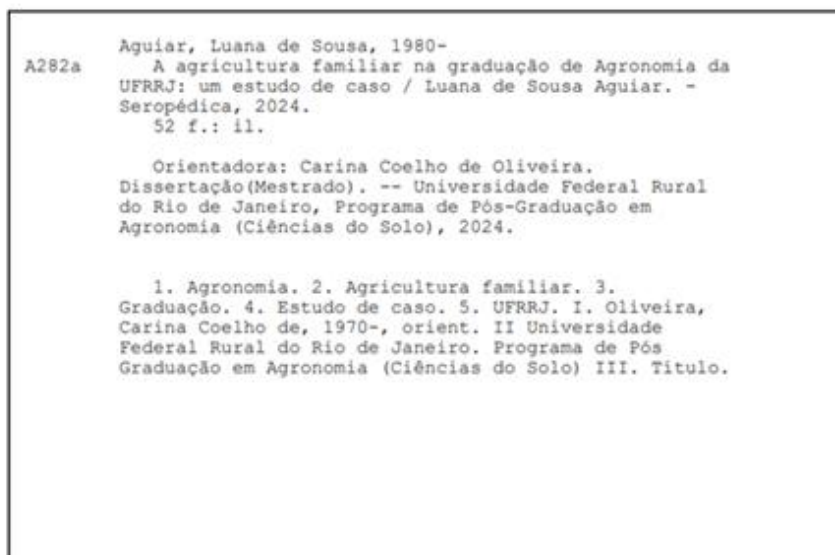 Aguiar, Luana de Sousa, 1980-
A282a A agricultura familiar na graduação de Agronomia da
UFRRJ: um estudo de caso / Luana de Sousa Aguiar. -
Seropédica, 2024.
52 f.: il.
Orientadora: Carina Coelho de Oliveira.
Dissertação(Mestrado). -- Universidade Federal Rural
do Rio de Janeiro, Programa de Pós-Graduação em
Agronomia (Ciências do Solo), 2024.
1. Agronomia. 2. Agricultura familiar. 3.
Graduação. 4. Estudo de caso. 5. UFRRJ. I. Oliveira,
Carina Coelho de, 1970-, orient. II Universidade
Federal Rural do Rio de Janeiro. Programa de Pós
Graduação em Agronomia (Ciências do Solo) III. Título.